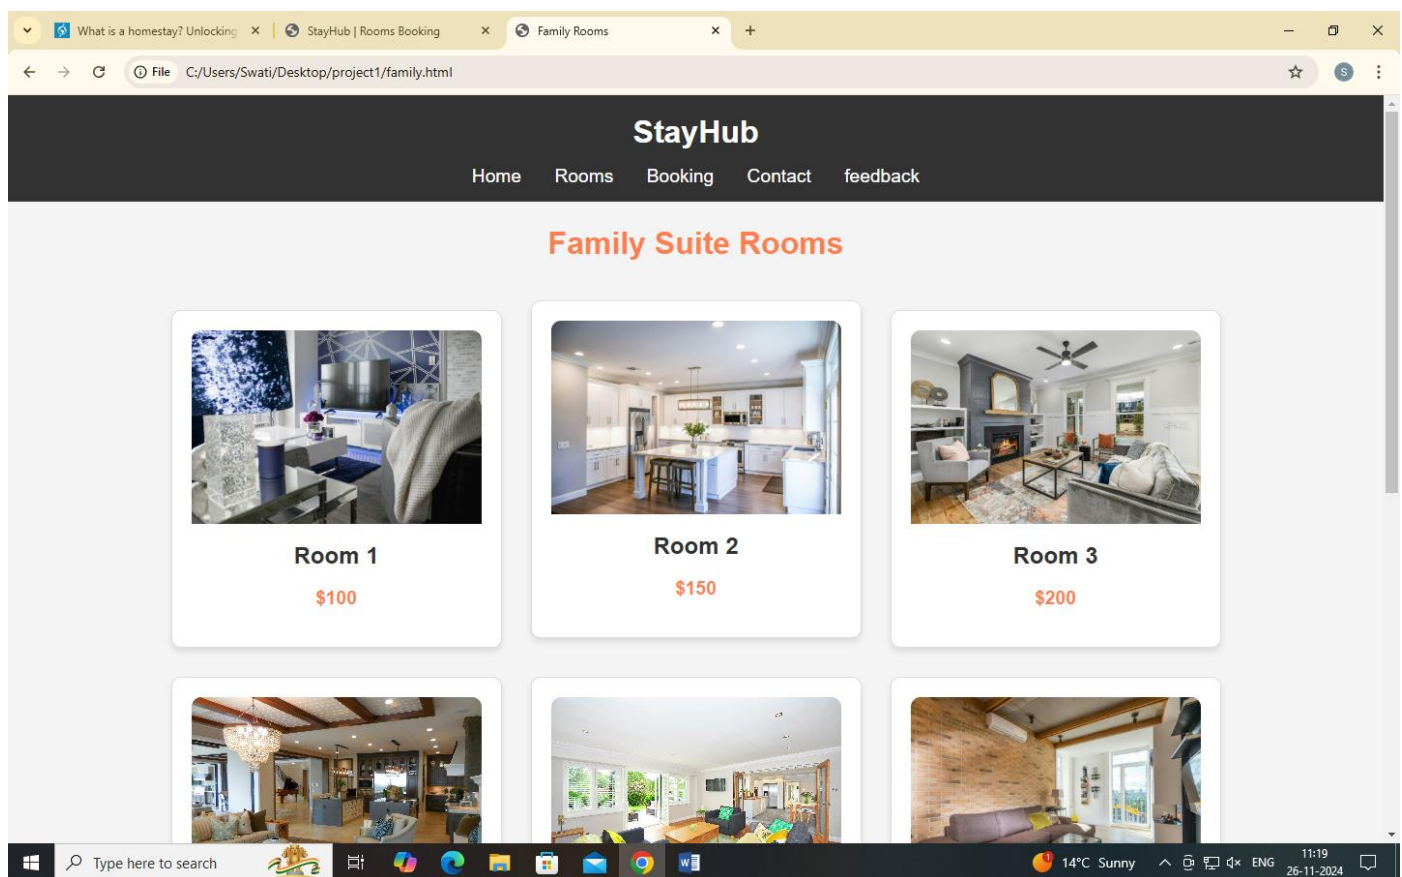 What is a homestay? Unlocking
StayHub | Rooms Booking
Family Rooms
File C:/Users/Swati/Desktop/project1/family.html
S
StayHub
Home Rooms Booking Contact feedback
Family Suite Rooms
Room 1
$100
Room 2
$150
Room 3
$200
Type here to search
1
14°C Sunny
ENG
11:19
26-11-2024